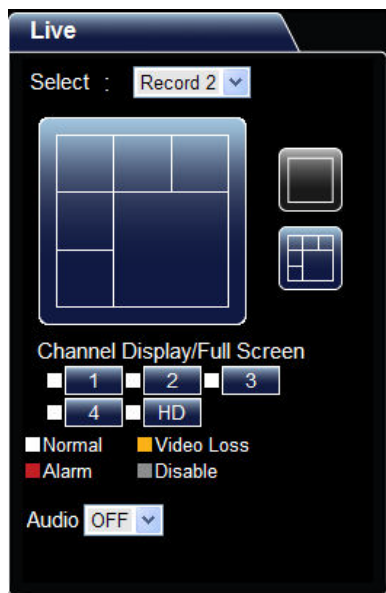 Live
Select : Record 2
Channel Display/Full Screen
1 2 3
4 HD
Normal Video Loss
Alarm Disable
Audio OFF